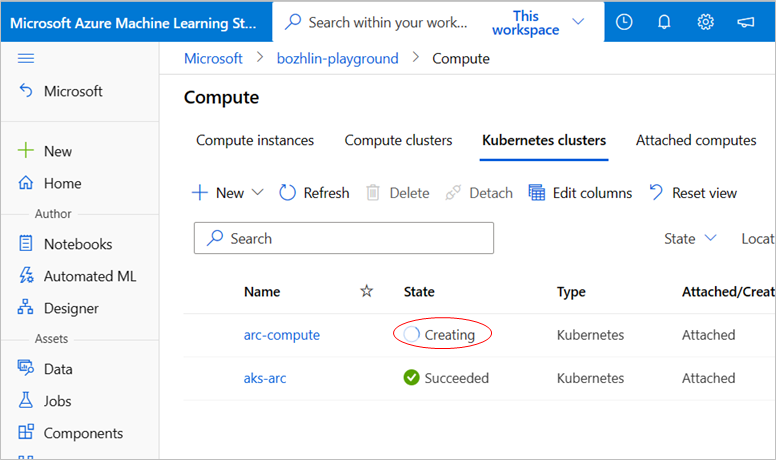 Microsoft Azure Machine Learning St...
Search within your work...
This workspace
Microsoft > bozhlin-playground > Compute
Microsoft
Compute
Compute instances Compute clusters Kubernetes clusters Attached computes
New
Home
New Refresh Delete Detach Edit columns Reset view
Author
Notebooks
Search State Locat
Automated ML
Designer
Name State Type Attached/Creat
Assets
arc-compute Creating Kubernetes Attached
Data
aks-arc Succeeded Kubernetes Attached
Jobs
Components